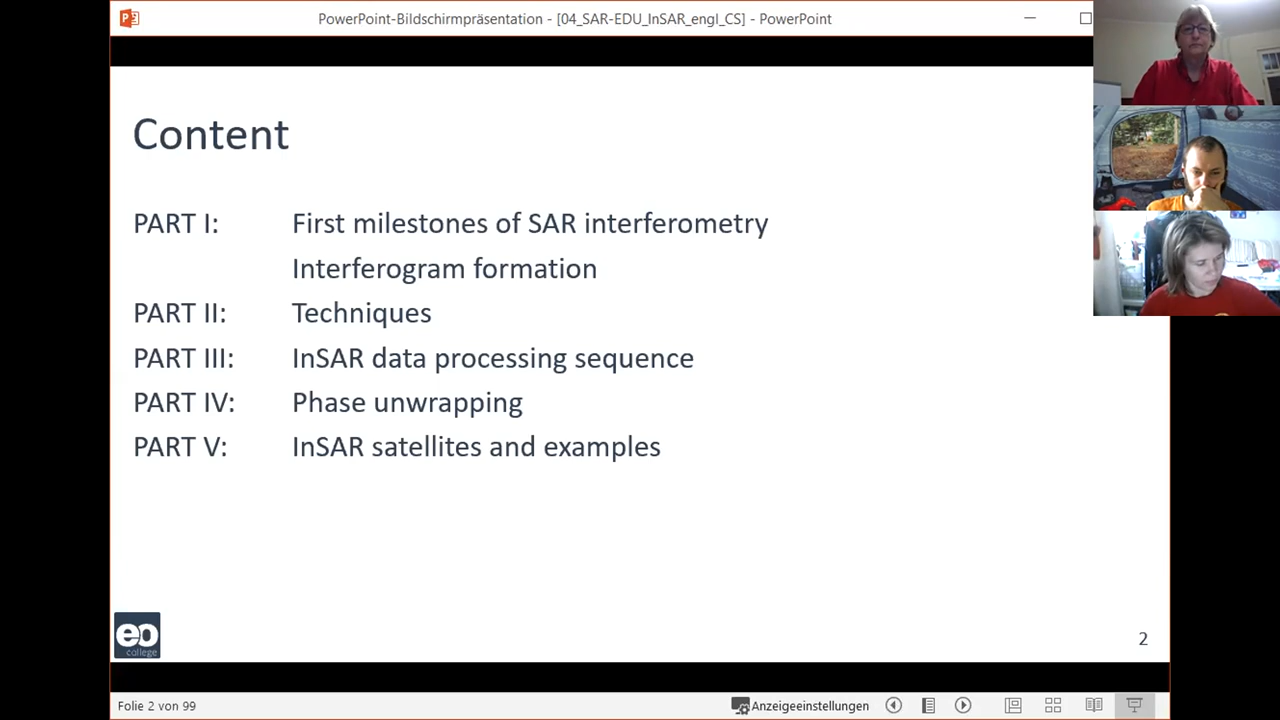 PowerPoint-Bildschirmpräsentation - [04_SAR-EDU_InSAR_engl_CS] - PowerPoint
Content
PART I: First milestones of SAR interferometry
Interferogram formation
PART II: Techniques
PART III: InSAR data processing sequence
PART IV: Phase unwrapping
PART V: InSAR satellites and examples
eo
college
2
Folie 2 von 99
Anzeigeeinstellungen